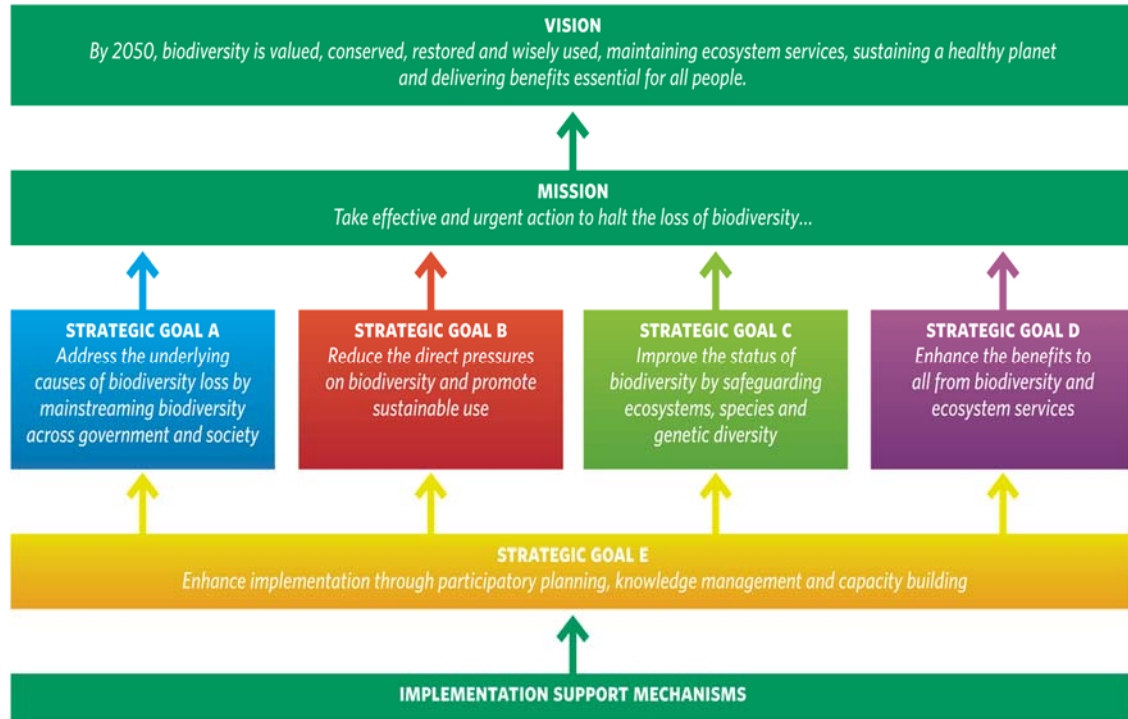 VISION
By 2050, biodiversity is valued, conserved, restored and wisely used, maintaining ecosystem services, sustaining a healthy planet
and delivering benefits essential for all people.
MISSION
Take effective and urgent action to halt the loss of biodiversity...
STRATEGIC GOAL A
Address the underlying
causes of biodiversity loss by
mainstreaming biodiversity
across government and society
STRATEGIC GOAL B
Reduce the direct pressures
on biodiversity and promote
sustainable use
STRATEGIC GOAL C
Improve the status of
biodiversity by safeguarding
ecosystems, species and
genetic diversity
STRATEGIC GOAL D
Enhance the benefits to
all from biodiversity and
ecosystem services
STRATEGIC GOAL E
Enhance implementation through participatory planning, knowledge management and capacity building
IMPLEMENTATION SUPPORT MECHANISMS